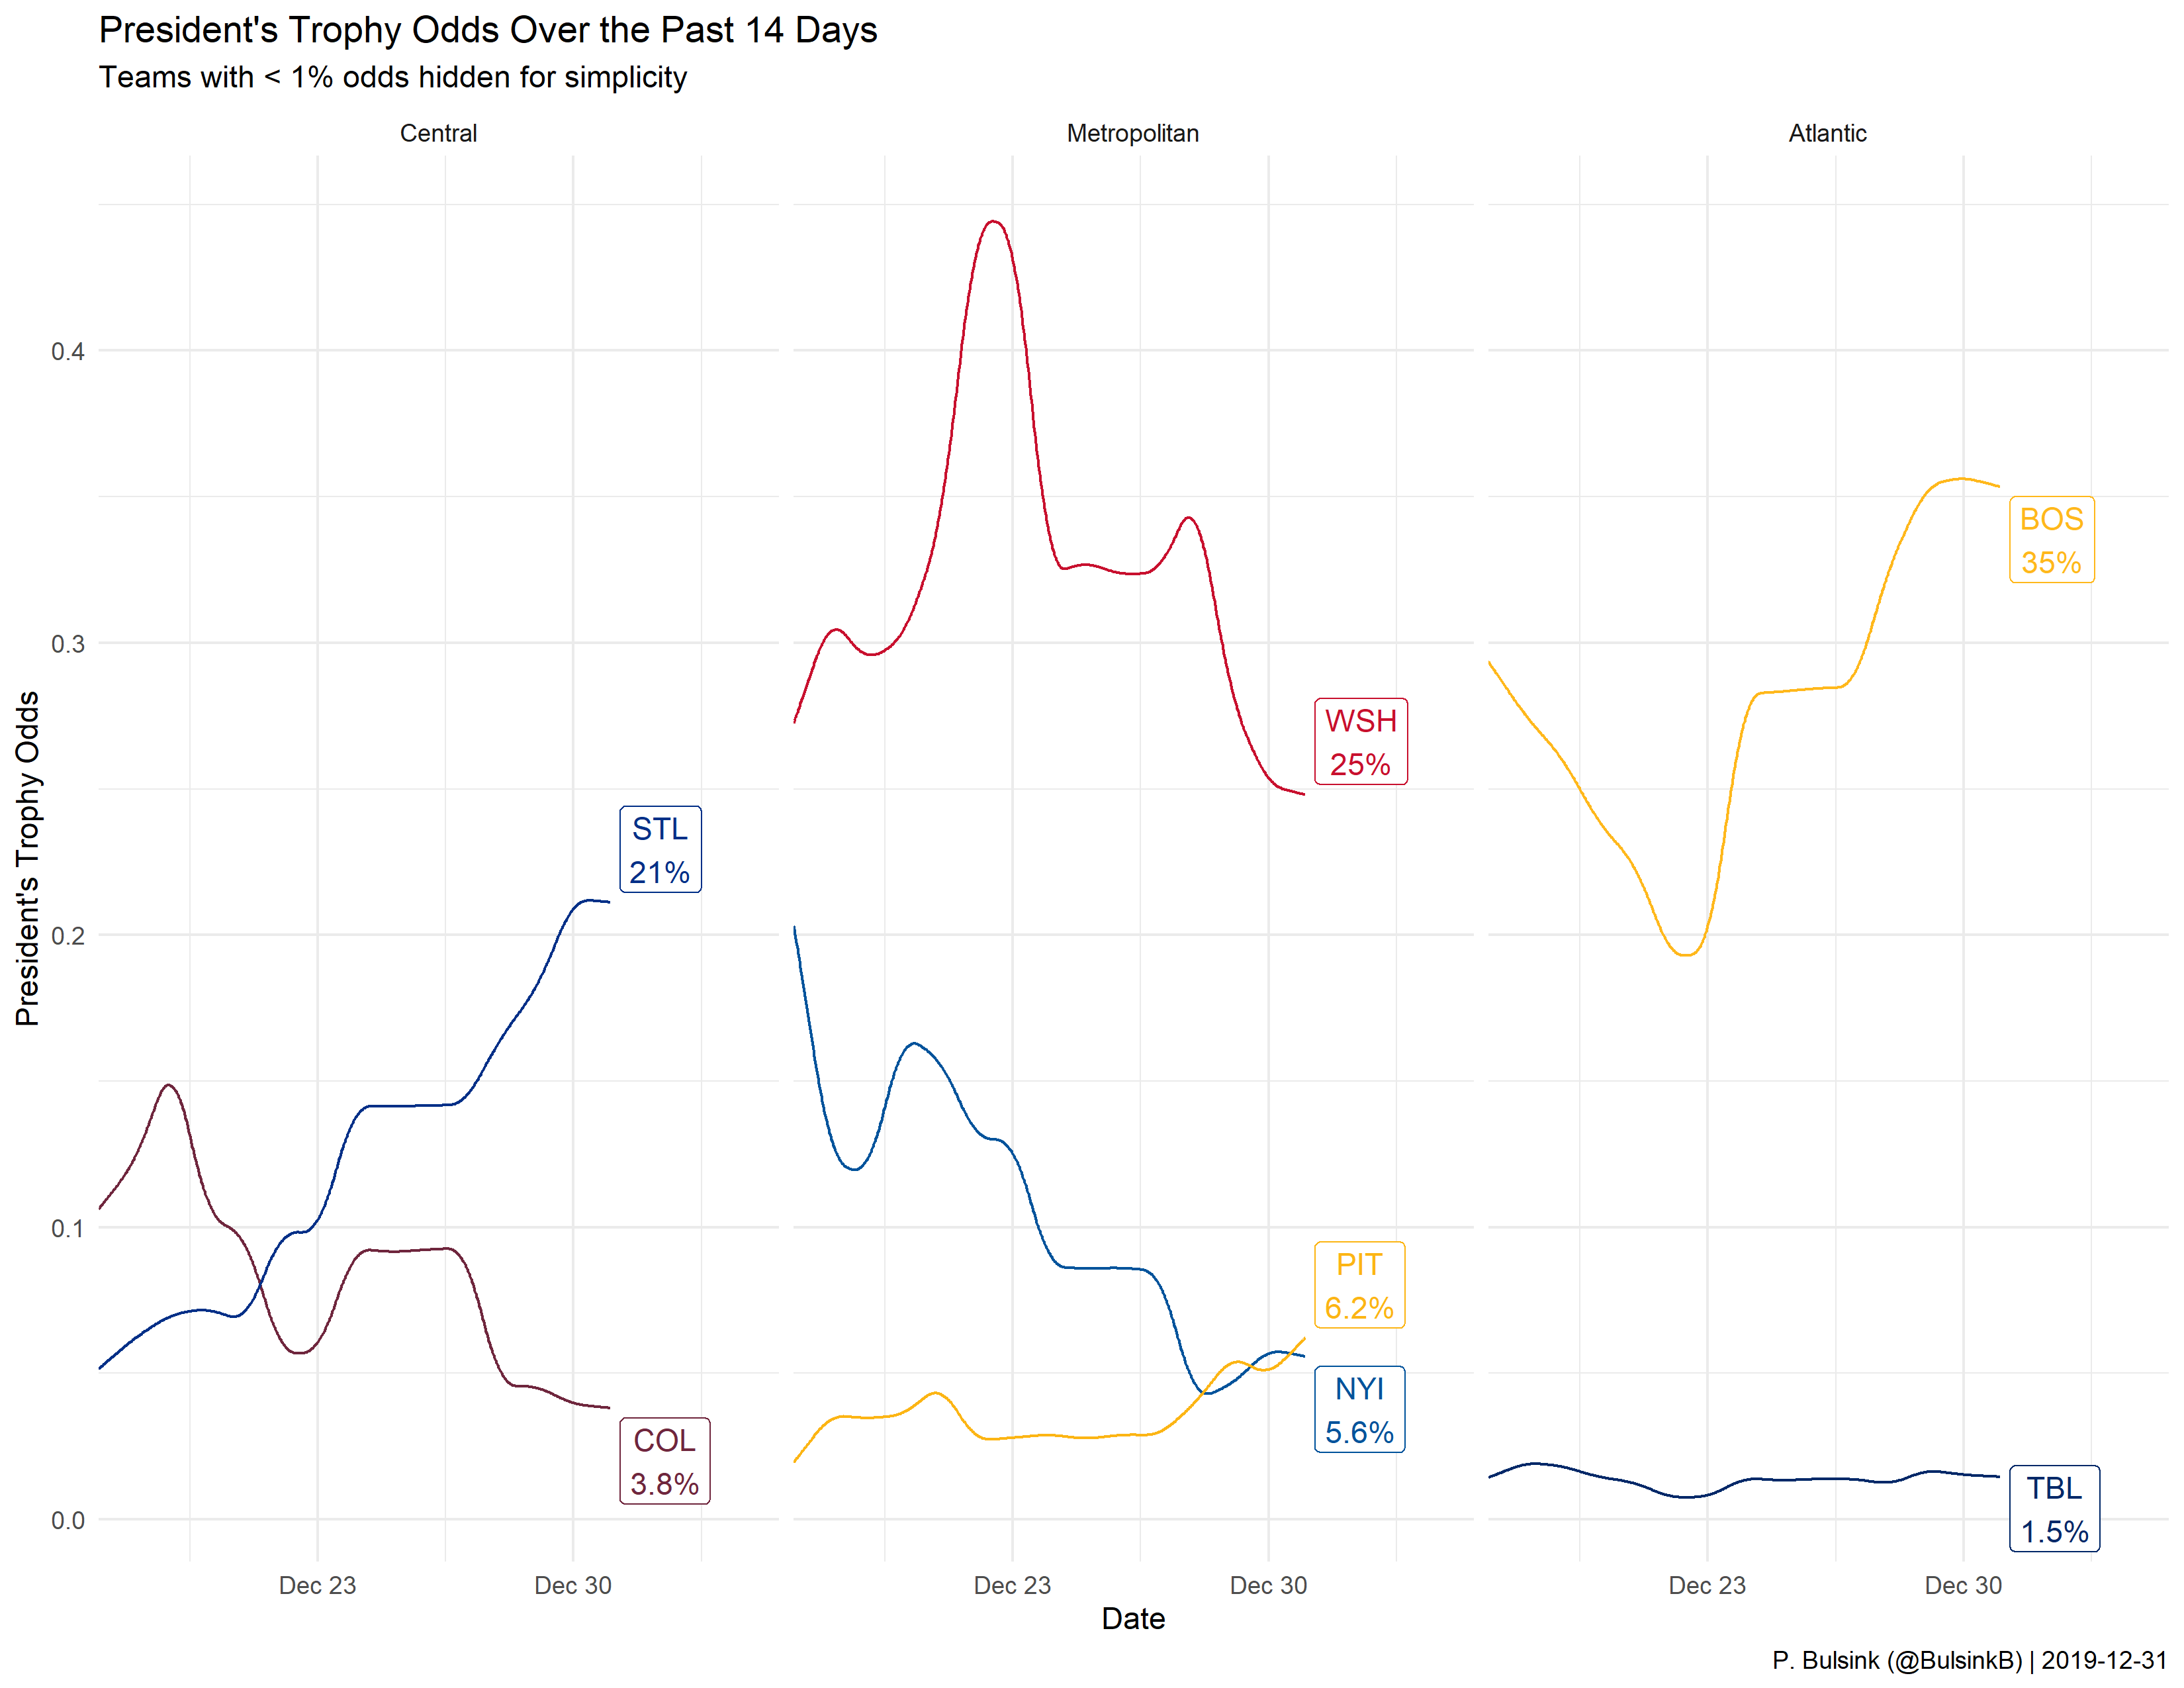 President's Trophy Odds Over the Past 14 Days
Teams with < 1% odds hidden for simplicity
Central
Metropolitan
Atlantic
President's Trophy Odds
0.4
0.3
0.2
0.1
0.0
STL
21%
COL
3.8%
WSH
25%
PIT
6.2%
NYI
5.6%
BOS
35%
TBL
1.5%
Dec 23
Dec 30
Dec 23
Dec 30
Dec 23
Dec 30
Date
P. Bulsink (@BulsinkB) | 2019-12-31